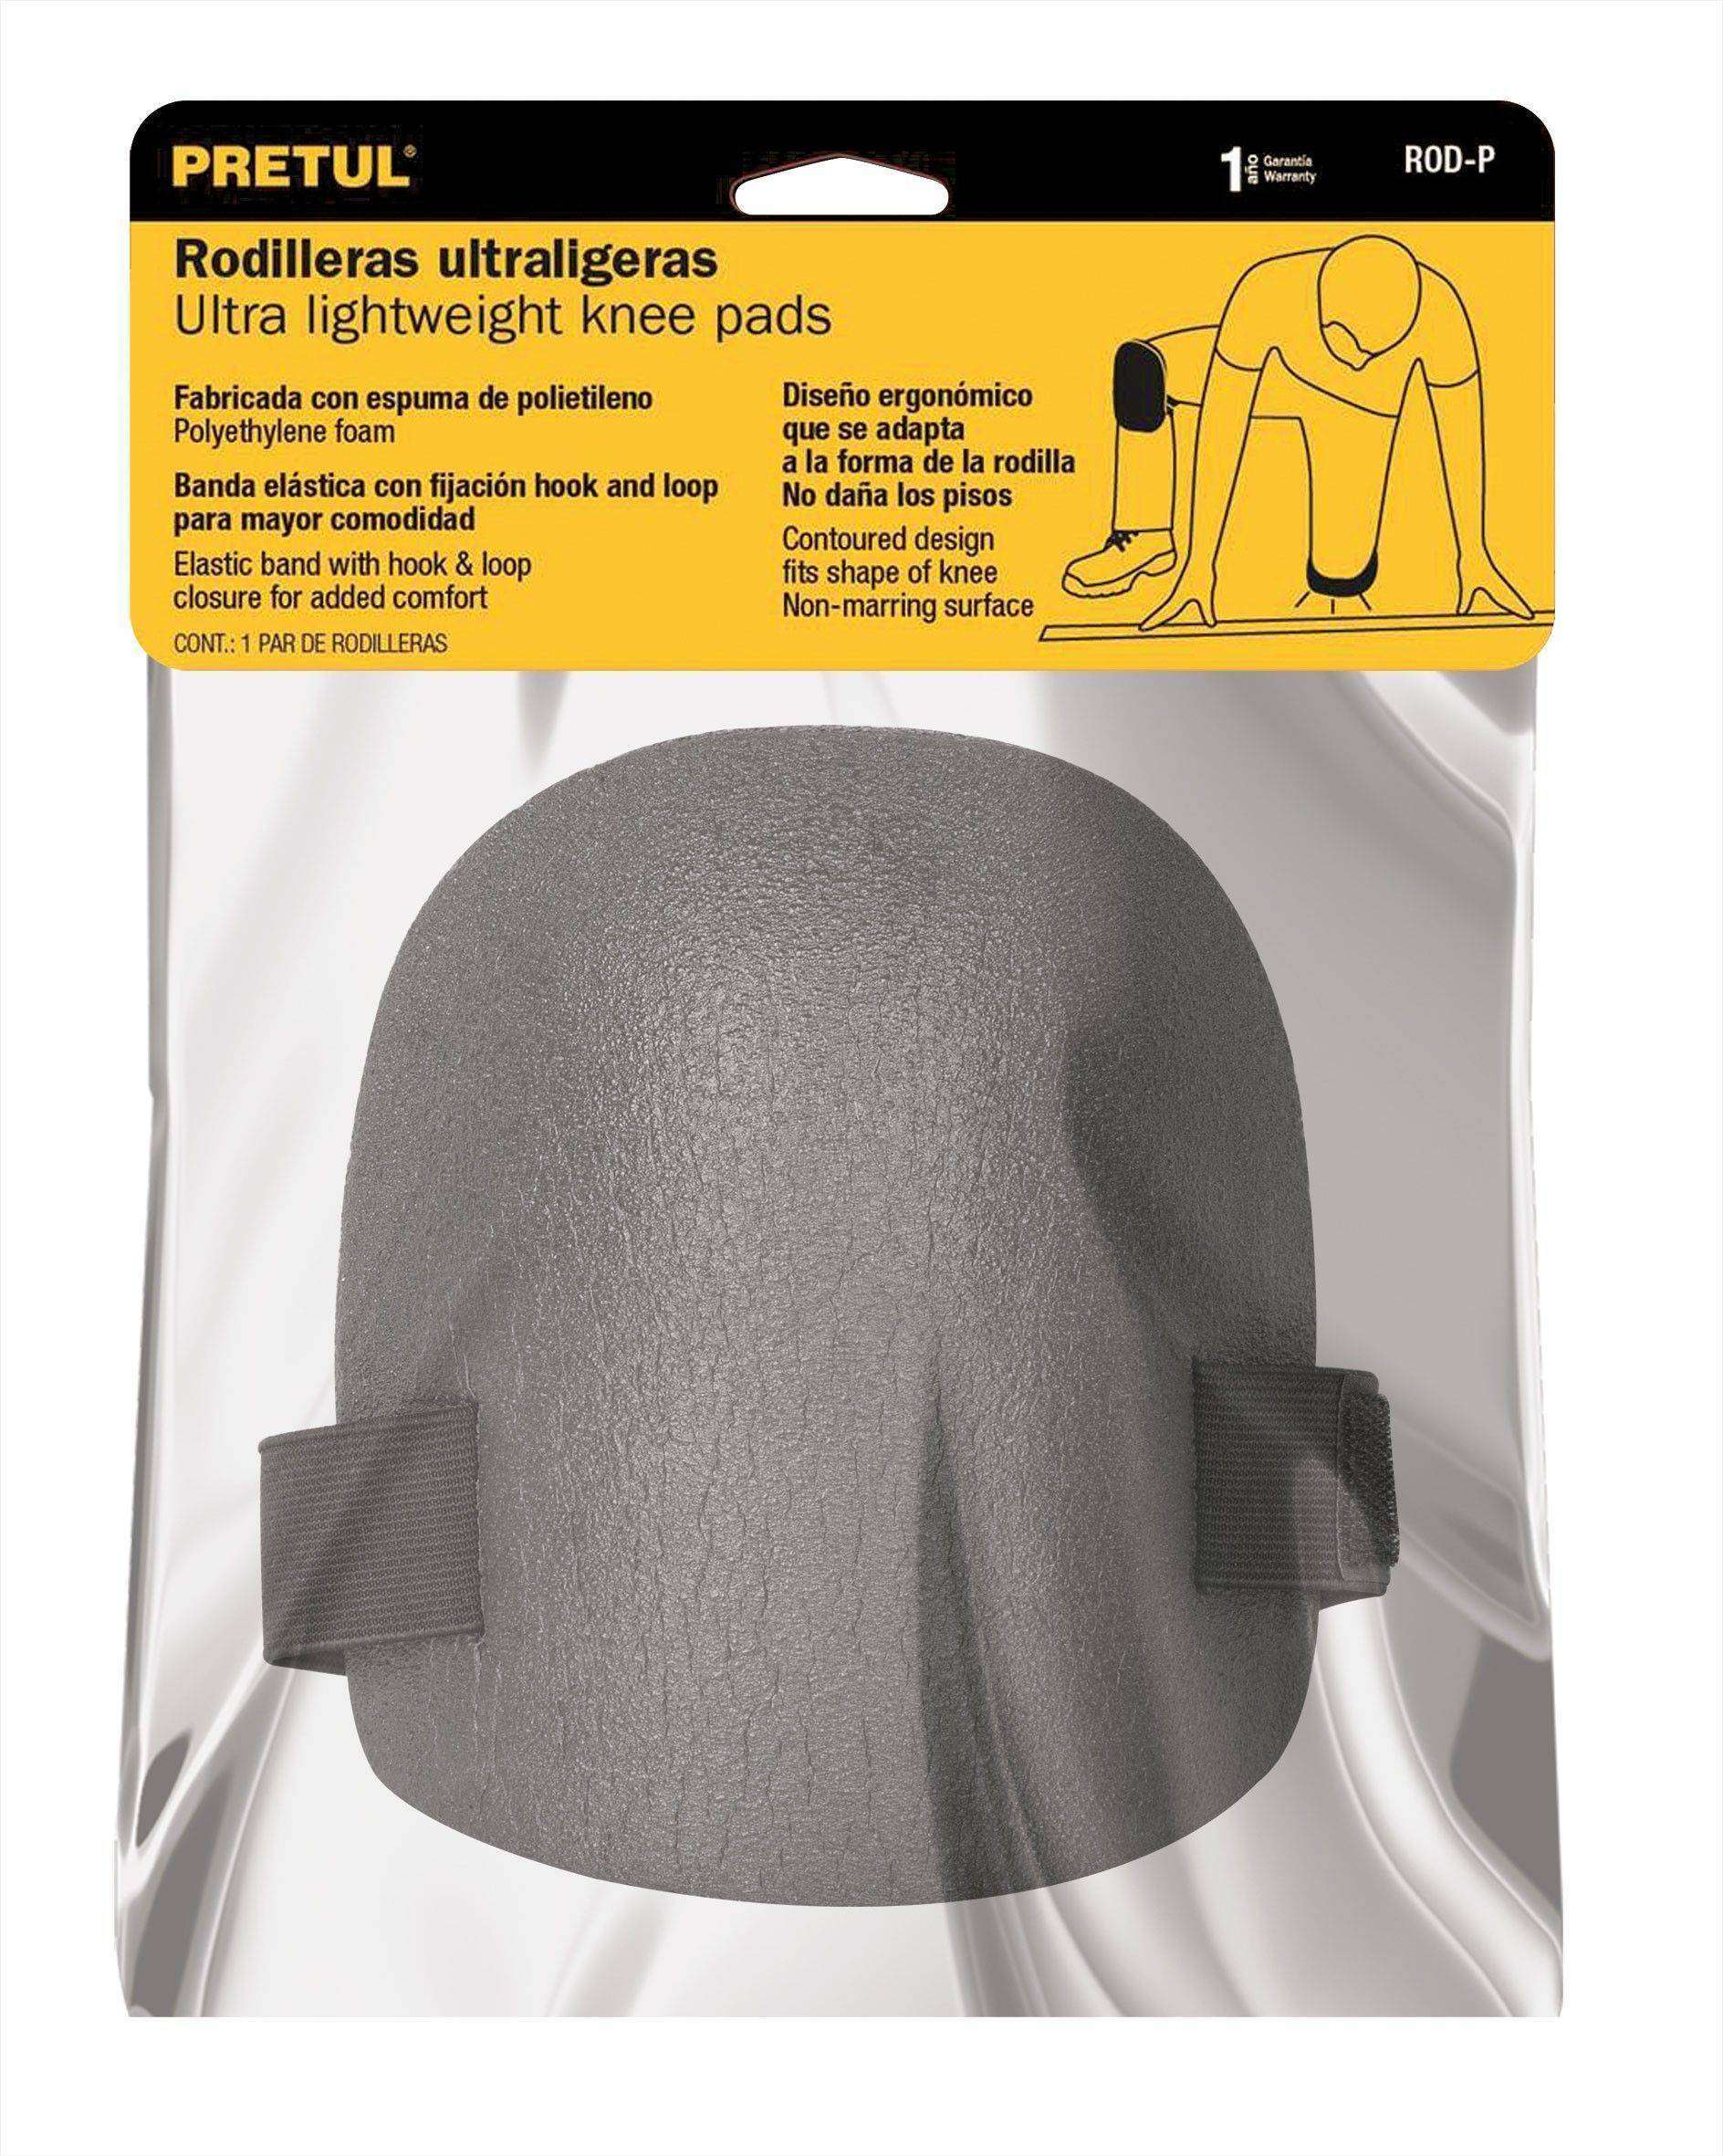 PRETUL®
1 año Garantía
Warranty
ROD-P
Rodilleras ultraligeras
Ultra lightweight knee pads
Fabricada con espuma de polietileno
Polyethylene foam
Banda elástica con fijación hook and loop
para mayor comodidad
Elastic band with hook & loop
closure for added comfort
CONT.: 1 PAR DE RODILLERAS
Diseño ergonómico
que se adapta
a la forma de la rodilla
No daña los pisos
Contoured design
fits shape of knee
Non-marring surface